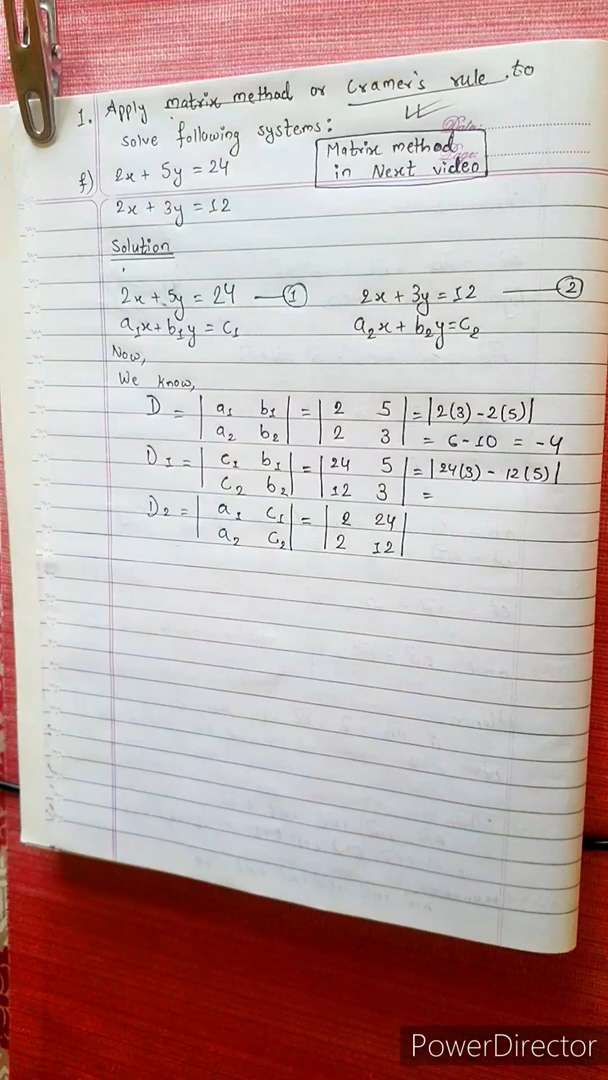 1. Apply matrix method or Cramer's rule to
solve following systems:
Date:
Page:
Matrix method
in Next video
f) 2x + 5y = 24
2x + 3y = 12
Solution
2x + 5y = 24 —① 2x + 3y = 12 —②
a₁x + b₁y = c₁ a₂x + b₂y = c₂
Now,
We know,
D = | a₁ b₁ | = | 2 5 | = |2(3) - 2(5)|
| a₂ b₂ | | 2 3 | = 6 - 10 = -4
D₁ = | c₁ b₁ | = | 24 5 | = |24(3) - 12(5)|
| c₂ b₂ | | 12 3 | =
D₂ = | a₁ c₁ | = | 2 24 |
| a₂ c₂ | | 2 12 |
PowerDirector